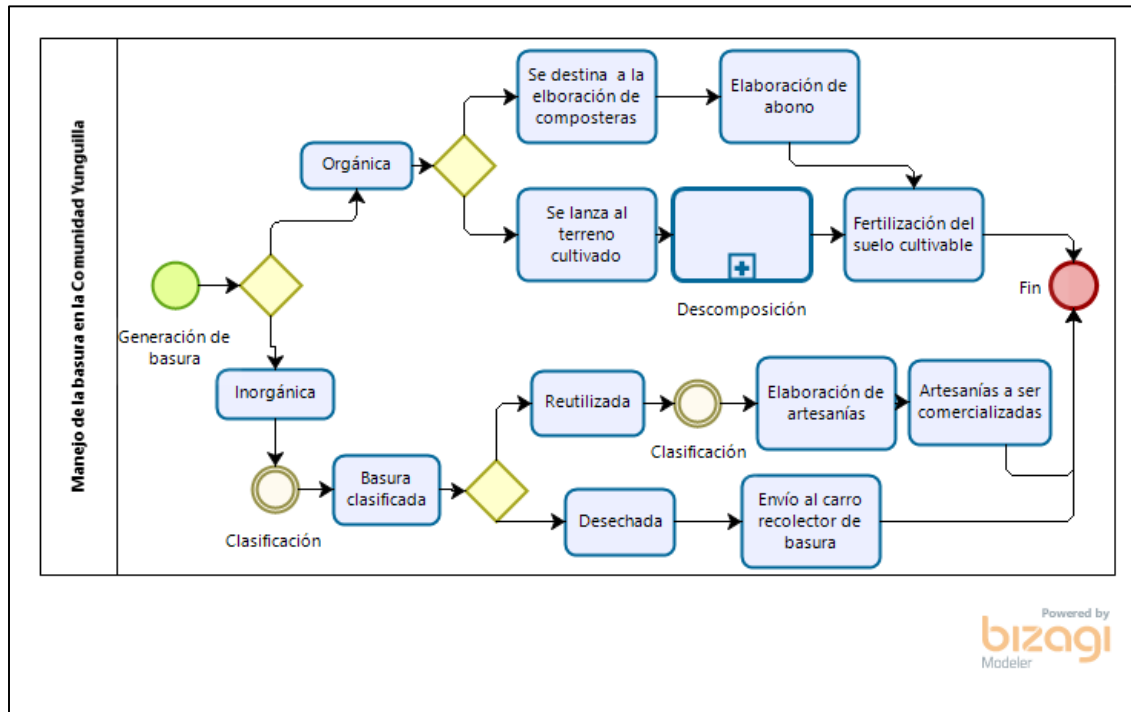 Manejo de la basura en la Comunidad Yunguilla
Generación de
basura
Orgánica
Se destina a la
elboración de
composteras
Elaboración de
abono
Se lanza al
terreno
cultivado
Descomposición
Fertilización del
suelo cultivable
Fin
Inorgánica
Clasificación
Basura
clasificada
Reutilizada
Clasificación
Elaboración de
artesanías
Artesanías a ser
comercializadas
Desechada
Envío al carro
recolector de
basura
Powered by
bizagi
Modeler